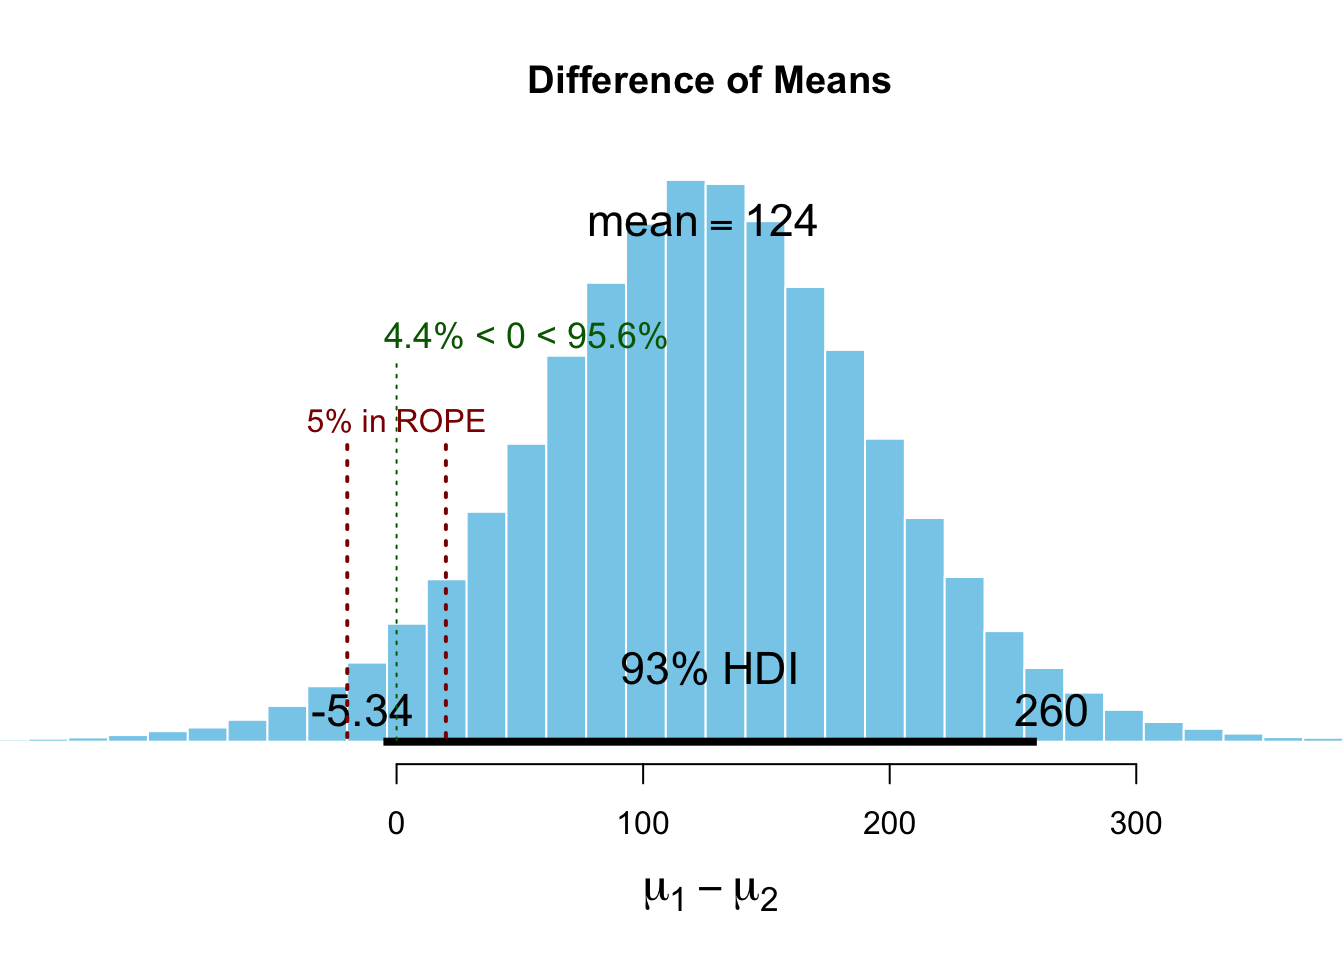 Difference of Means
mean = 124
4.4% < 0 < 95.6%
5% in ROPE
93% HDI
-5.34 260
0 100 200 300
μ1 − μ2